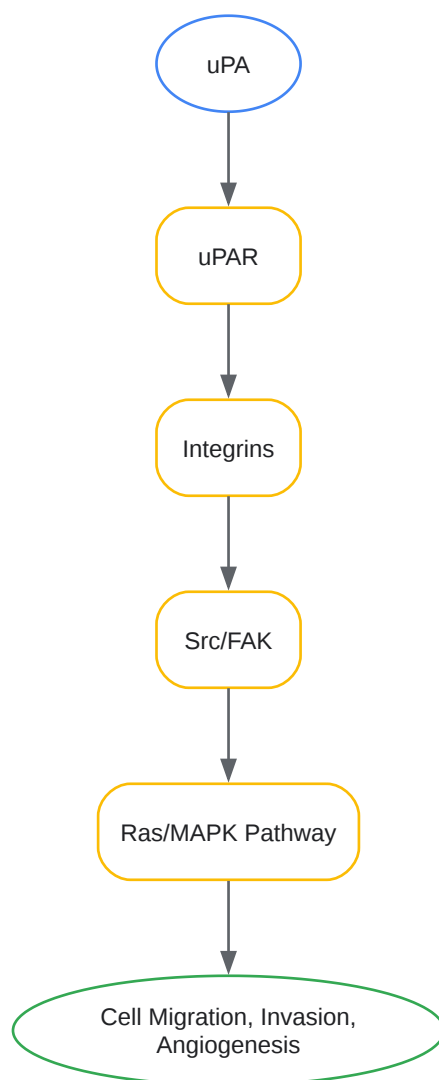 uPA
uPAR
Integrins
Src/FAK
Ras/MAPK Pathway
Cell Migration, Invasion,
Angiogenesis